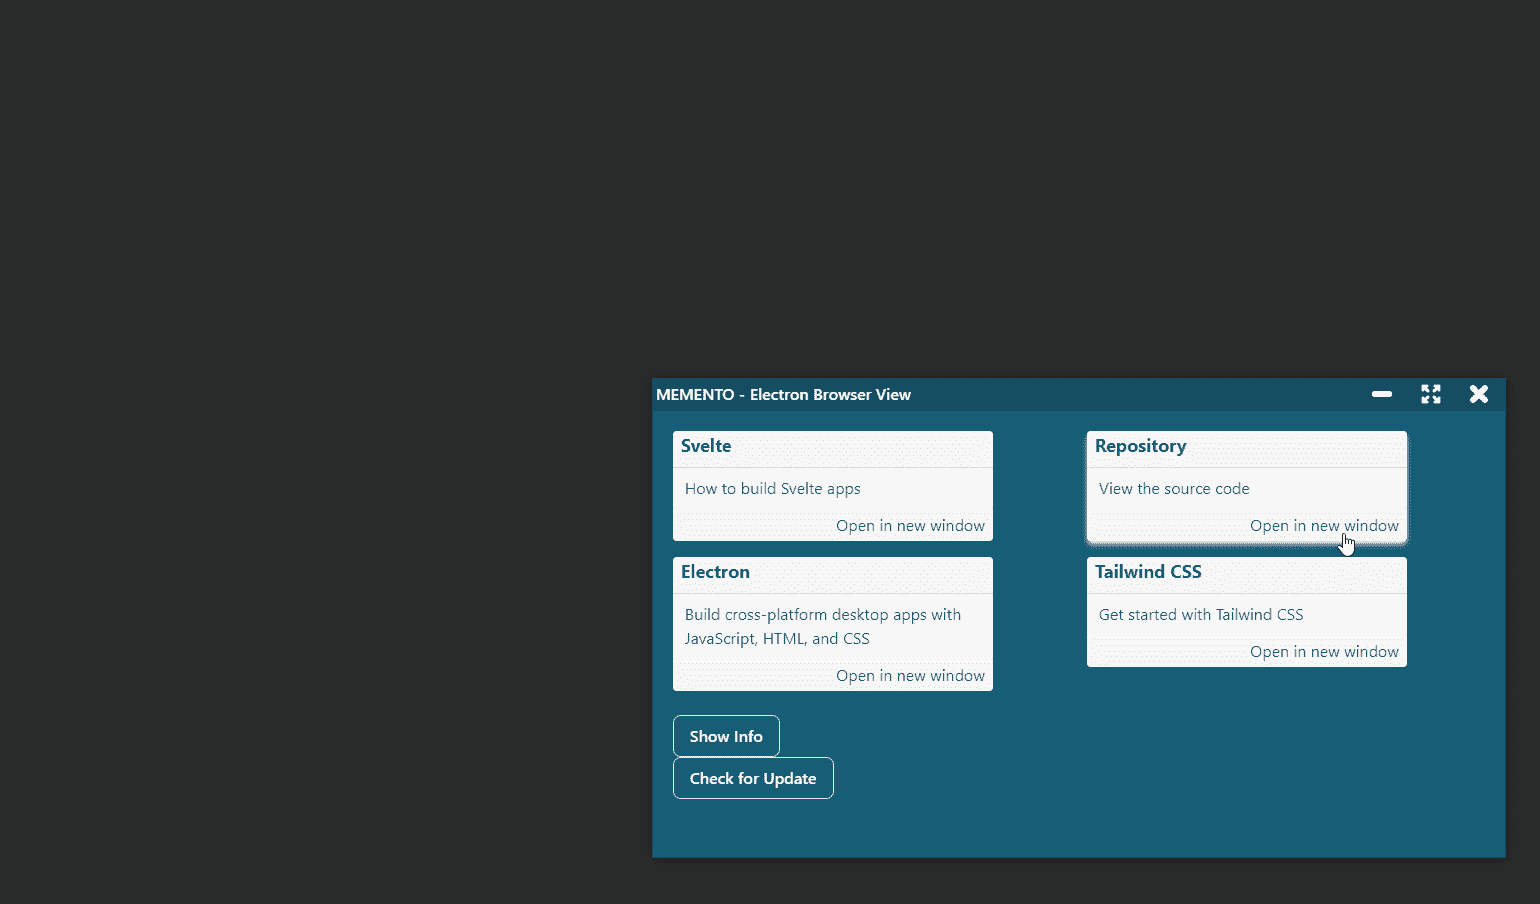 MEMENTO - Electron Browser View
Svelte
How to build Svelte apps
Open in new window
Repository
View the source code
Open in new window
Electron
Build cross-platform desktop apps with
JavaScript, HTML, and CSS
Open in new window
Tailwind CSS
Get started with Tailwind CSS
Open in new window
Show Info
Check for Update